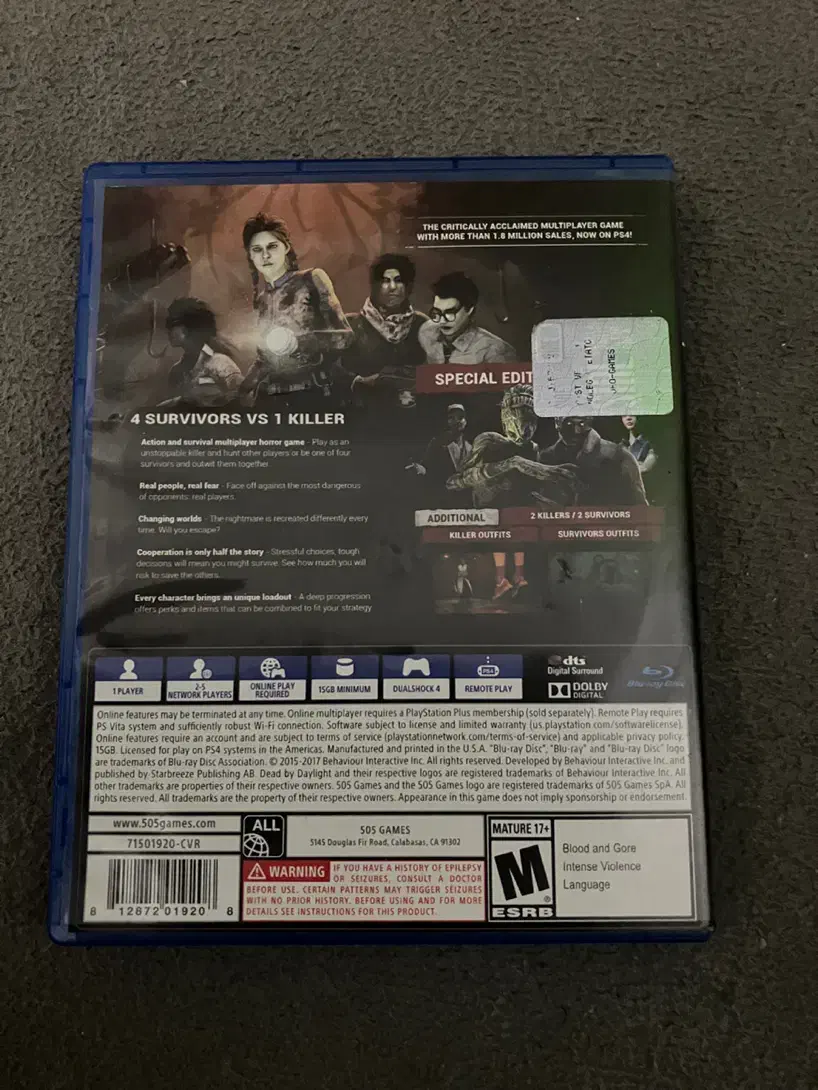 THE CRITICALLY ACCLAIMED MULTIPLAYER GAME
WITH MORE THAN 1.8 MILLION SALES, NOW ON PS4!
SPECIAL EDIT
4 SURVIVORS VS 1 KILLER
Action and survival multiplayer horror game - Play as an
unstoppable killer and hunt other players or be one of four
survivors and outwit them together.
Real people, real fear - Face off against the most dangerous
of opponents: real players.
Changing worlds - The nightmare is recreated differently every
time. Will you escape?
Cooperation is only half the story - Stressful choices, tough
decisions will mean you might survive. See how much you will
risk to save the others.
Every character brings an unique loadout - A deep progression
offers perks and items that can be combined to fit your strategy
ADDITIONAL
2 KILLERS / 2 SURVIVORS
KILLER OUTFITS
SURVIVORS OUTFITS
1 PLAYER
2-5
NETWORK PLAYERS
ONLINE PLAY
REQUIRED
15GB MINIMUM
DUALSHOCK 4
PS4
REMOTE PLAY
dts
Digital Surround
DOLBY
DIGITAL
Blu-ray Disc
Online features may be terminated at any time. Online multiplayer requires a PlayStation Plus membership (sold separately). Remote Play requires
PS Vita system and sufficiently robust Wi-Fi connection. Software subject to license and limited warranty (us.playstation.com/softwarelicense).
Online features require an account and are subject to terms of service (playstationnetwork.com/terms-of-service) and applicable privacy policy.
15GB. Licensed for play on PS4 systems in the Americas. Manufactured and printed in the U.S.A. "Blu-ray Disc", "Blu-ray" and "Blu-ray Disc" logo
are trademarks of Blu-ray Disc Association. © 2015-2017 Behaviour Interactive Inc. All rights reserved. Developed by Behaviour Interactive Inc. and
published by Starbreeze Publishing AB. Dead by Daylight and their respective logos are registered trademarks of Behaviour Interactive Inc. All
other trademarks are properties of their respective owners. 505 Games and the 505 Games logo are registered trademarks of 505 Games SpA. All
rights reserved. All trademarks are the property of their respective owners. Appearance in this game does not imply sponsorship or endorsement.
www.505games.com
71501920-CVR
ALL
505 GAMES
5145 Douglas Fir Road, Calabasas, CA 91302
WARNING IF YOU HAVE A HISTORY OF EPILEPSY
OR SEIZURES, CONSULT A DOCTOR
BEFORE USE. CERTAIN PATTERNS MAY TRIGGER SEIZURES
WITH NO PRIOR HISTORY. BEFORE USING AND FOR MORE
DETAILS SEE INSTRUCTIONS FOR THIS PRODUCT.
8 12872 01920 8
MATURE 17+
M
®
ESRB
Blood and Gore
Intense Violence
Language